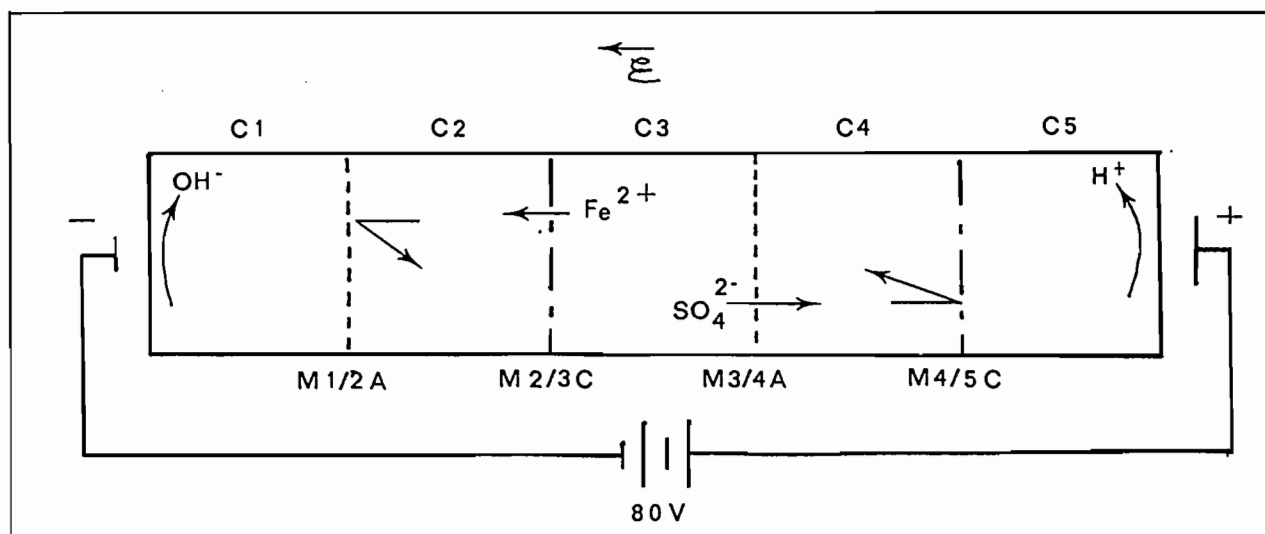 ℰ
C1 C2 C3 C4 C5
OH- Fe2+ H+
- +
SO42-
M1/2A M2/3C M3/4A M4/5C
80V